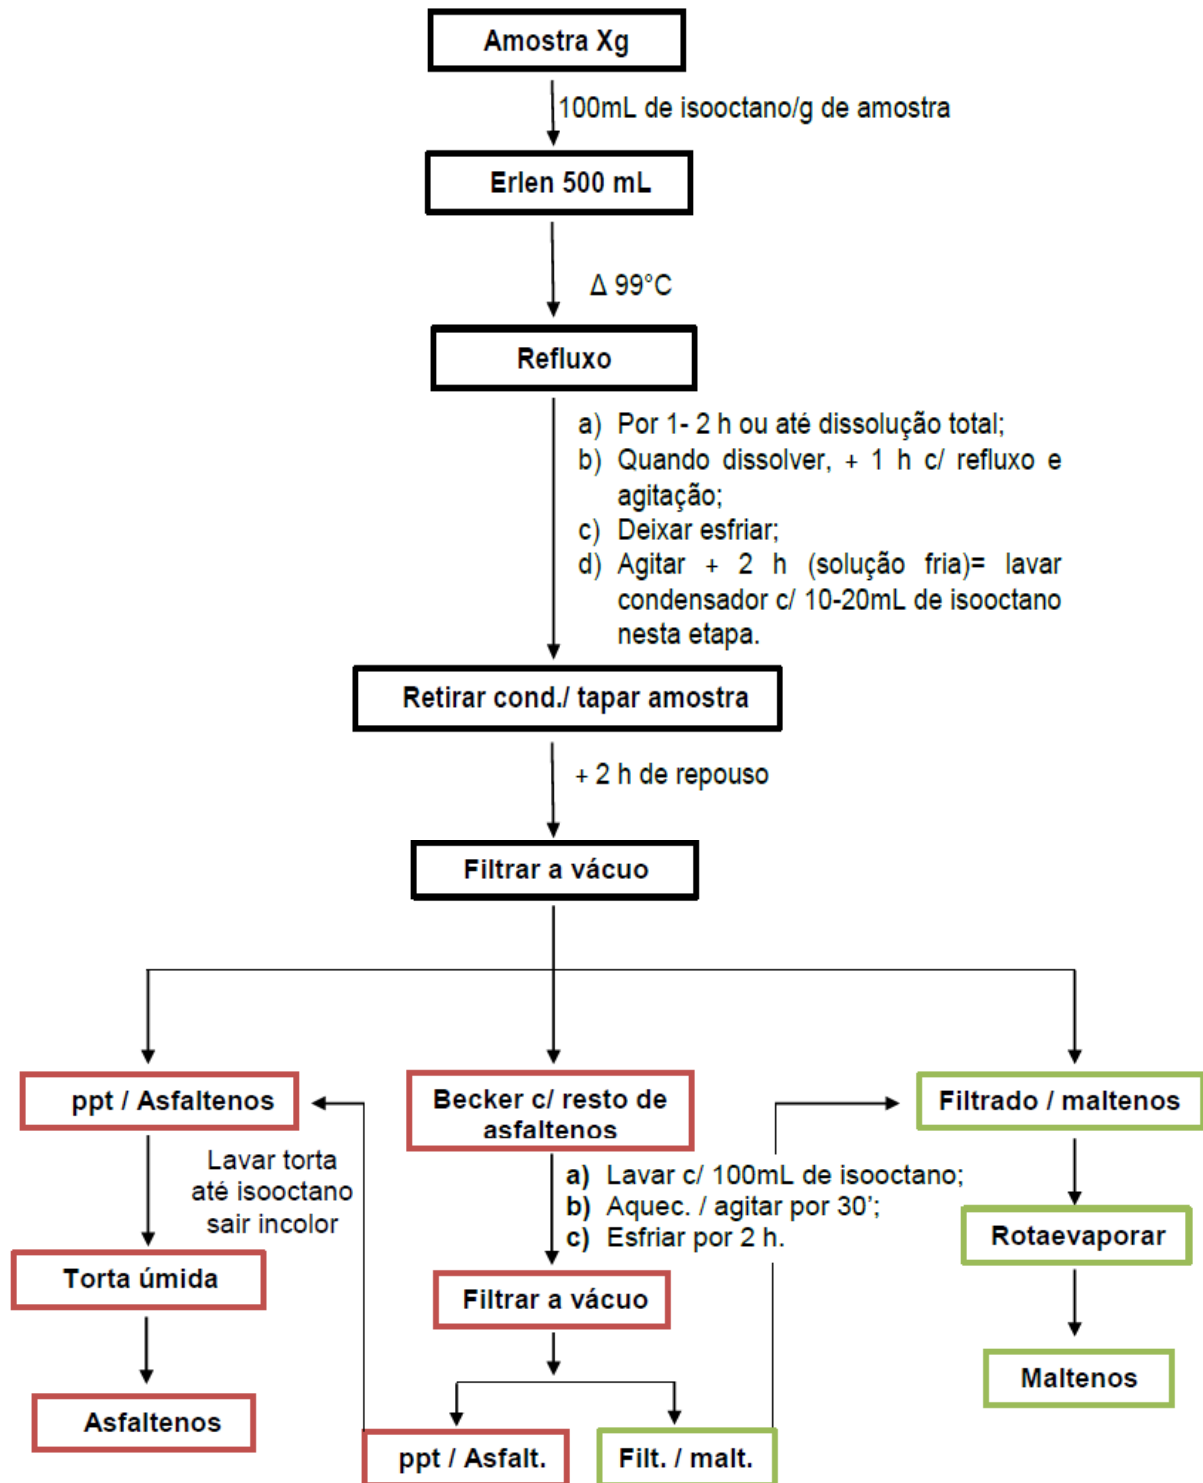 Amostra Xg
100mL de isooctano/g de amostra
Erlen 500 mL
Δ 99°C
Refluxo
a) Por 1- 2 h ou até dissolução total;
b) Quando dissolver, + 1 h c/ refluxo e
agitação;
c) Deixar esfriar;
d) Agitar + 2 h (solução fria)= lavar
condensador c/ 10-20mL de isooctano
nesta etapa.
Retirar cond./ tapar amostra
+ 2 h de repouso
Filtrar a vácuo
ppt / Asfaltenos
Becker c/ resto de
asfaltenos
Filtrado / maltenos
Lavar torta
até isooctano
sair incolor
a) Lavar c/ 100mL de isooctano;
b) Aquec. / agitar por 30’;
c) Esfriar por 2 h.
Rotaevaporar
Torta úmida
Filtrar a vácuo
Maltenos
Asfaltenos
ppt / Asfalt.
Filt. / malt.